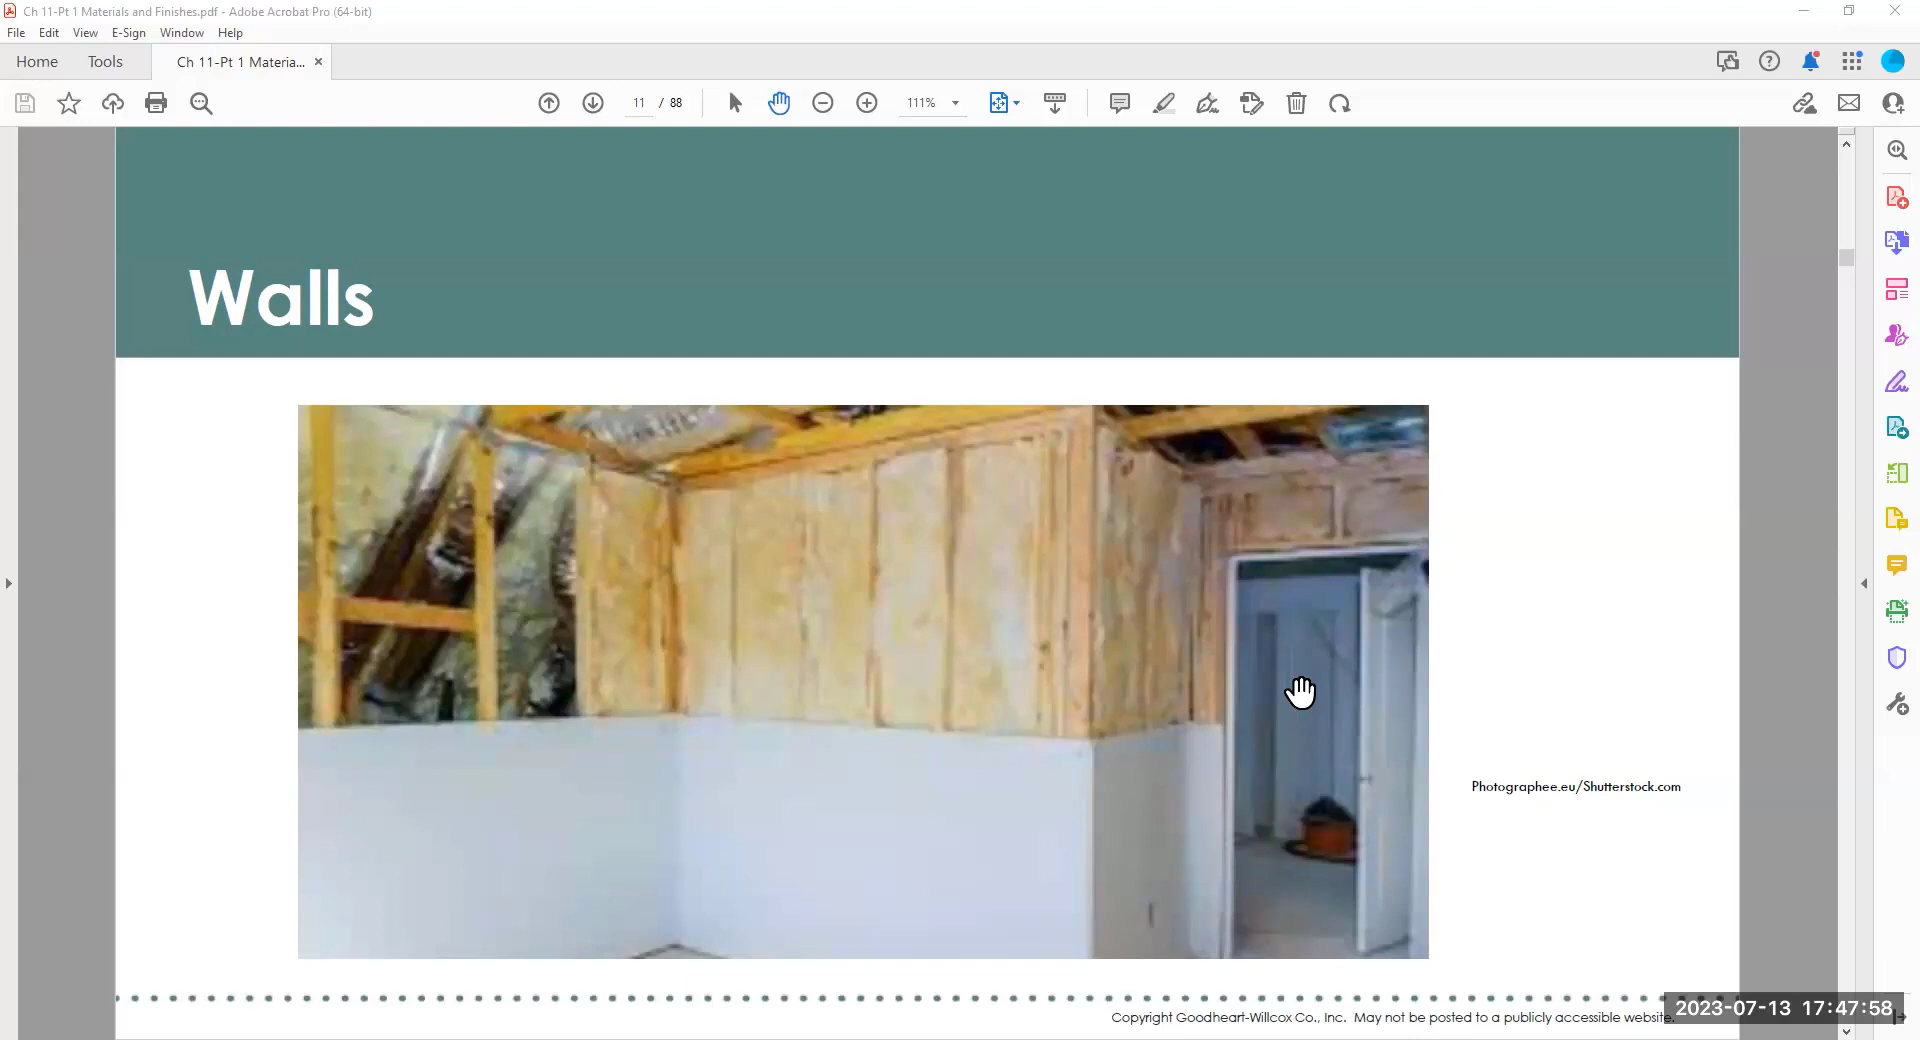 Ch 11-Pt 1 Materials and Finishes.pdf - Adobe Acrobat Pro (64-bit)
File Edit View E-Sign Window Help
Home Tools Ch 11-Pt 1 Materia... ×
11 / 88 111%
Walls
Photographee.eu/Shutterstock.com
Copyright Goodheart-Willcox Co., Inc. May not be posted to a publicly accessible website.
2023-07-13 17:47:58